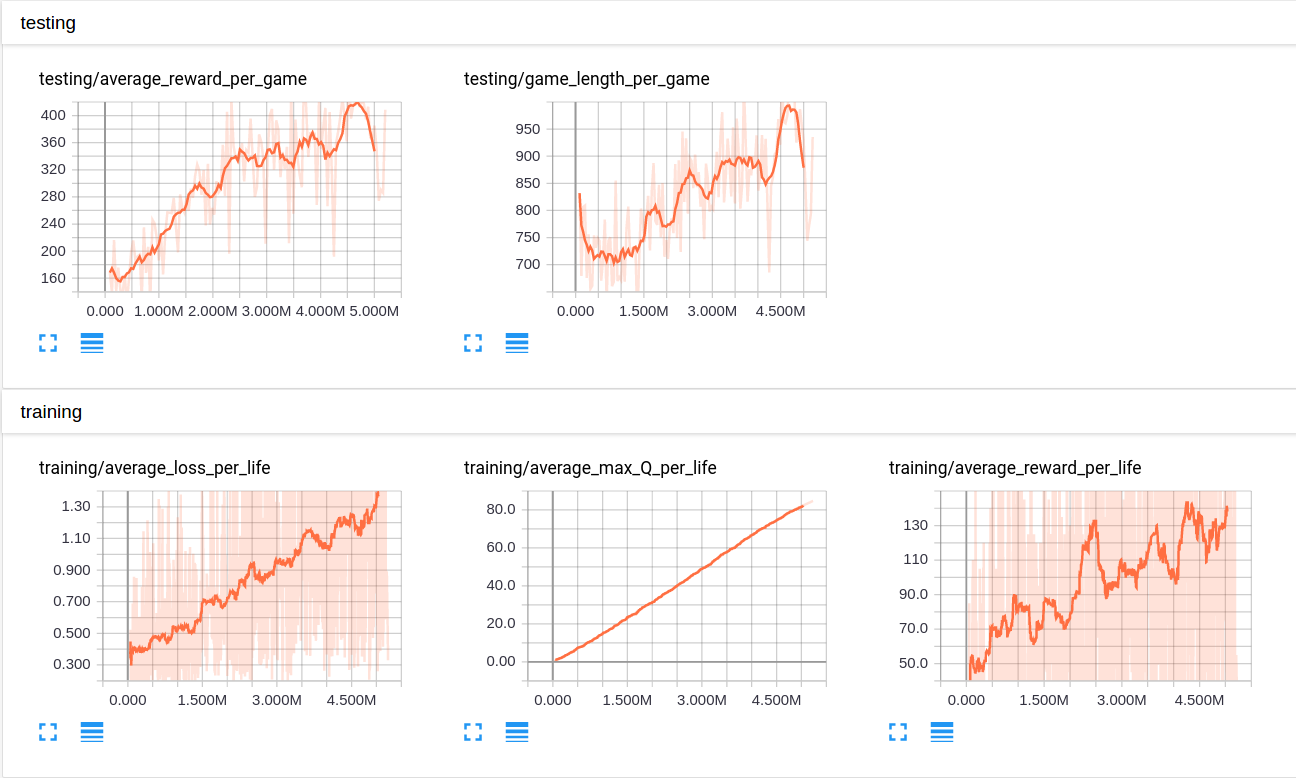 testing
testing/average_reward_per_game
400
360
320
280
240
200
160
0.000 1.000M 2.000M 3.000M 4.000M 5.000M
testing/game_length_per_game
950
900
850
800
750
700
0.000 1.500M 3.000M 4.500M
training
training/average_loss_per_life
1.30
1.10
0.900
0.700
0.500
0.300
0.000 1.500M 3.000M 4.500M
training/average_max_Q_per_life
80.0
60.0
40.0
20.0
0.00
0.000 1.500M 3.000M 4.500M
training/average_reward_per_life
130
110
90.0
70.0
50.0
0.000 1.500M 3.000M 4.500M